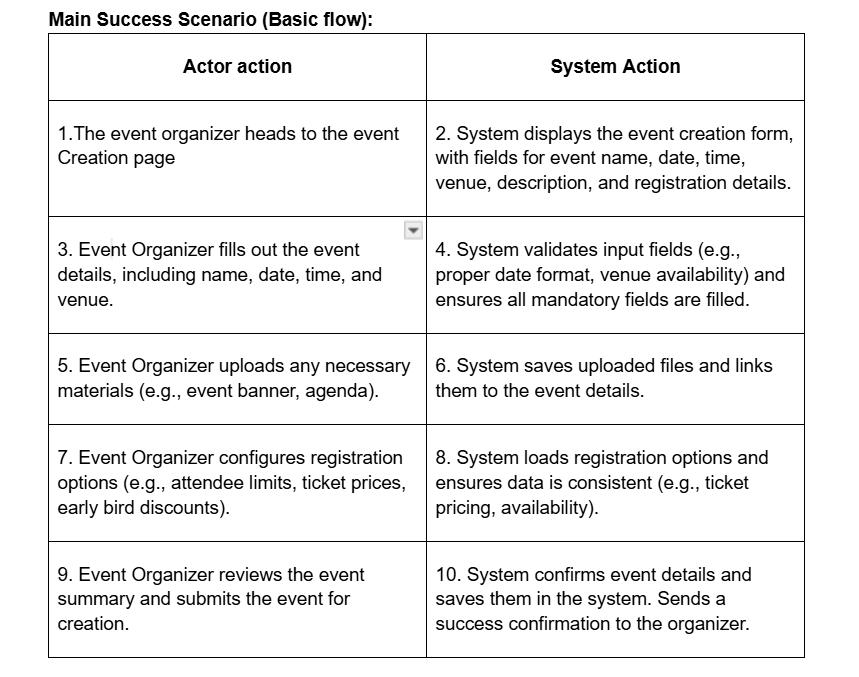 Main Success Scenario (Basic flow):
Actor action
System Action
1.The event organizer heads to the event
Creation page
2. System displays the event creation form,
with fields for event name, date, time,
venue, description, and registration details.
3. Event Organizer fills out the event
details, including name, date, time, and
venue.
4. System validates input fields (e.g.,
proper date format, venue availability) and
ensures all mandatory fields are filled.
5. Event Organizer uploads any necessary
materials (e.g., event banner, agenda).
6. System saves uploaded files and links
them to the event details.
7. Event Organizer configures registration
options (e.g., attendee limits, ticket prices,
early bird discounts).
8. System loads registration options and
ensures data is consistent (e.g., ticket
pricing, availability).
9. Event Organizer reviews the event
summary and submits the event for
creation.
10. System confirms event details and
saves them in the system. Sends a
success confirmation to the organizer.